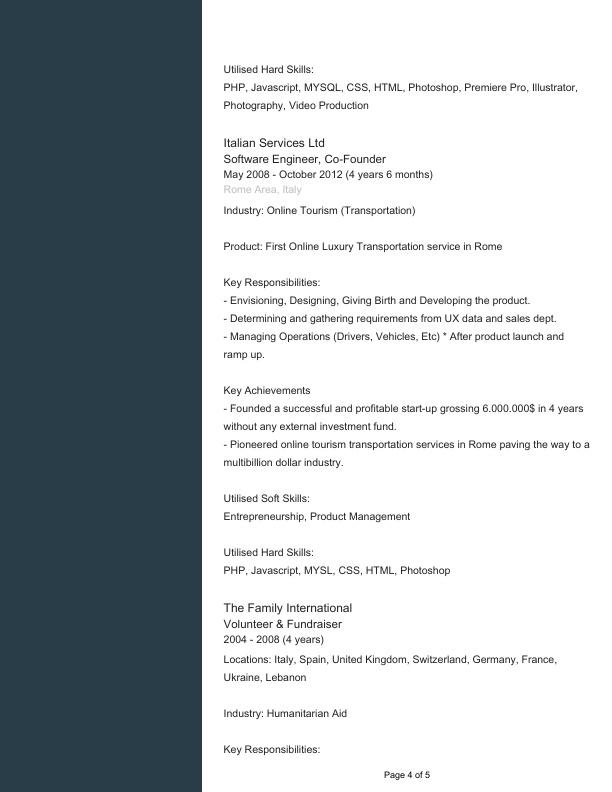 Utilised Hard Skills:
PHP, Javascript, MYSQL, CSS, HTML, Photoshop, Premiere Pro, Illustrator,
Photography, Video Production
Italian Services Ltd
Software Engineer, Co-Founder
May 2008 - October 2012 (4 years 6 months)
Rome Area, Italy
Industry: Online Tourism (Transportation)
Product: First Online Luxury Transportation service in Rome
Key Responsibilities:
- Envisioning, Designing, Giving Birth and Developing the product.
- Determining and gathering requirements from UX data and sales dept.
- Managing Operations (Drivers, Vehicles, Etc) * After product launch and
ramp up.
Key Achievements
- Founded a successful and profitable start-up grossing 6.000.000$ in 4 years
without any external investment fund.
- Pioneered online tourism transportation services in Rome paving the way to a
multibillion dollar industry.
Utilised Soft Skills:
Entrepreneurship, Product Management
Utilised Hard Skills:
PHP, Javascript, MYSL, CSS, HTML, Photoshop
The Family International
Volunteer & Fundraiser
2004 - 2008 (4 years)
Locations: Italy, Spain, United Kingdom, Switzerland, Germany, France,
Ukraine, Lebanon
Industry: Humanitarian Aid
Key Responsibilities:
Page 4 of 5